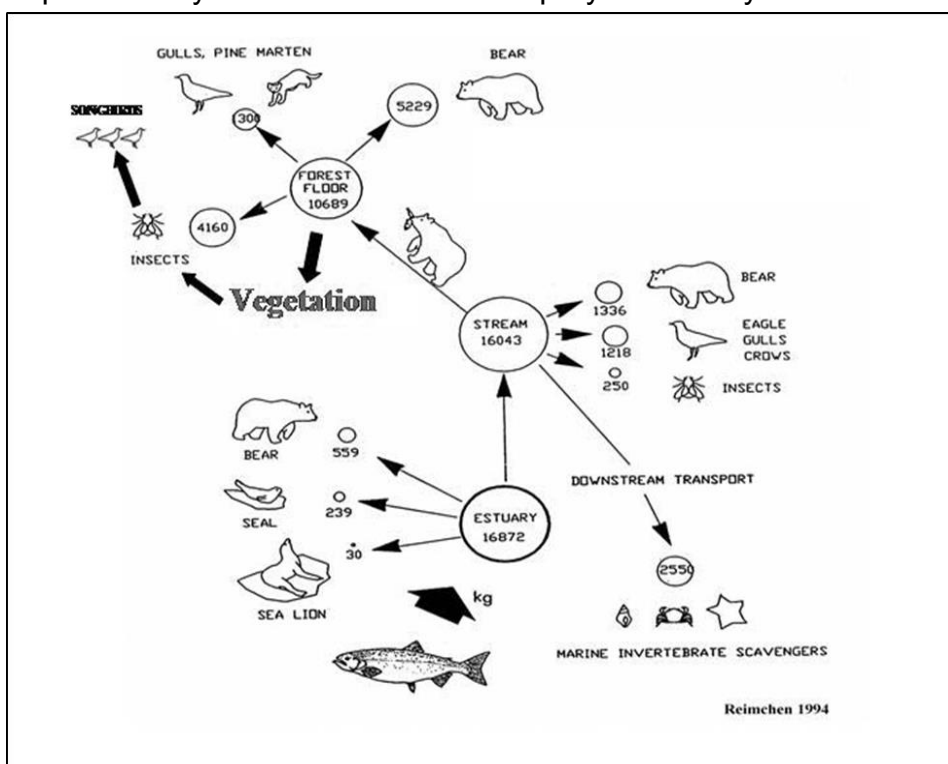 GULLS, PINE MARTEN
BEAR
SONGBIRDS
5229
1300
FOREST
FLOOR
10689
4160
INSECTS
Vegetation
BEAR
1336
STREAM
16043
EAGLE
GULLS
CROWS
1218
250
INSECTS
BEAR
559
DOWNSTREAM TRANSPORT
SEAL
239
ESTUARY
16872
30
SEA LION
2550
kg
MARINE INVERTEBRATE SCAVENGERS
Reimchen 1994